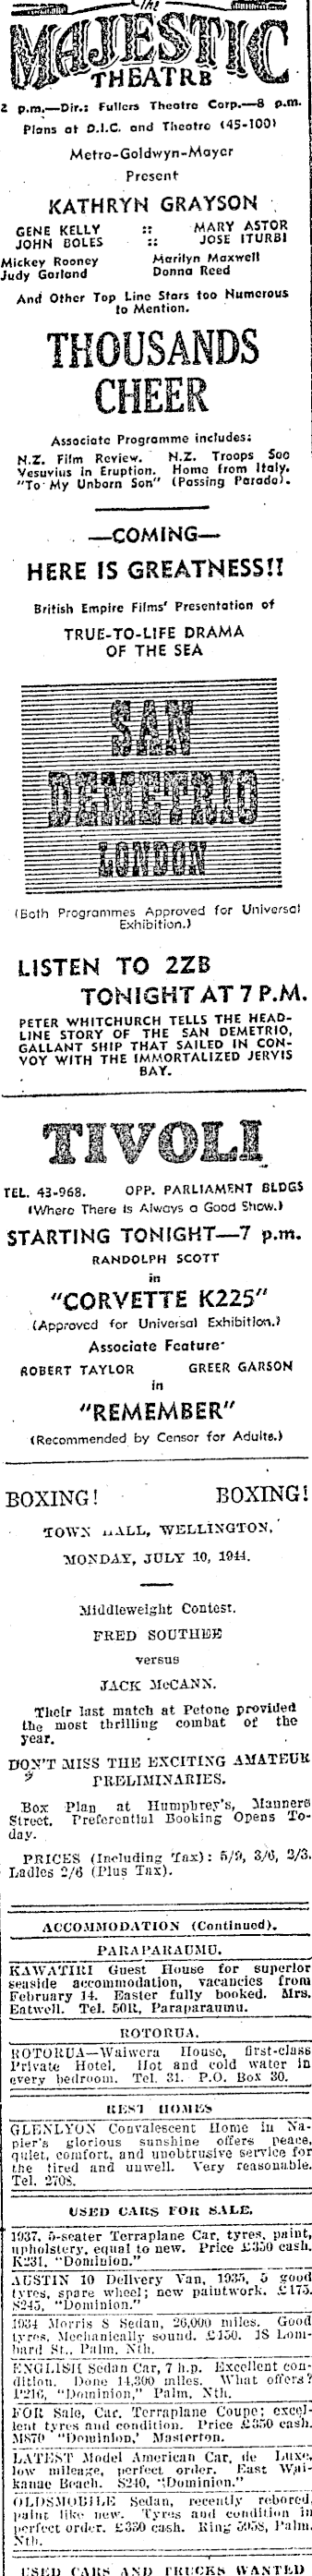 The
MAJESTIC
THEATRE
2 p.m.—Dir.: Fullers Theatre Corp.—8 p.m.
Plans at D.I.C. and Theatre (45-100)
Metro-Goldwyn-Mayer
Present
KATHRYN GRAYSON
GENE KELLY :: MARY ASTOR
JOHN BOLES :: JOSE ITURBI
Mickey Rooney Marilyn Maxwell
Judy Garland Donna Reed
And Other Top Line Stars too Numerous
to Mention.
THOUSANDS
CHEER
Associate Programme includes:
N.Z. Film Review. N.Z. Troops See
Vesuvius in Eruption. Home from Italy.
"To My Unborn Son" (Passing Parade).
—COMING—
HERE IS GREATNESS!!
British Empire Films' Presentation of
TRUE-TO-LIFE DRAMA
OF THE SEA
SAN
DEMETRIO
LONDON
(Both Programmes Approved for Universal
Exhibition.)
LISTEN TO 2ZB
TONIGHT AT 7 P.M.
PETER WHITCHURCH TELLS THE HEAD-
LINE STORY OF THE SAN DEMETRIO,
GALLANT SHIP THAT SAILED IN CON-
VOY WITH THE IMMORTALIZED JERVIS
BAY.
TIVOLI
TEL. 43-968. OPP. PARLIAMENT BLDGS
(Where There Is Always a Good Show.)
STARTING TONIGHT—7 p.m.
RANDOLPH SCOTT
in
"CORVETTE K225"
(Approved for Universal Exhibition.)
Associate Feature
ROBERT TAYLOR GREER GARSON
in
"REMEMBER"
(Recommended by Censor for Adults.)
BOXING! BOXING!
TOWN HALL, WELLINGTON,
MONDAY, JULY 10, 1944.
Middleweight Contest.
FRED SOUTHEE
versus
JACK McCANN.
Their last match at Petone provided
the most thrilling combat of the
year.
DON'T MISS THE EXCITING AMATEUR
PRELIMINARIES.
Box Plan at Humphrey's, Manners
Street. Preferential Booking Opens To-
day.
PRICES (Including Tax): 5/9, 3/6, 2/3.
Ladies 2/6 (Plus Tax).
ACCOMMODATION (Continued).
PARAPARAUMU.
KAWATIRI Guest House for superior
seaside accommodation, vacancies from
February 14. Easter fully booked. Mrs.
Eatwell. Tel. 50R, Paraparaumu.
ROTORUA.
ROTORUA—Waiwera House, first-class
Private Hotel. Hot and cold water in
every bedroom. Tel. 31. P.O. Box 30.
REST HOMES
GLENLYON Convalescent Home in Na-
pier's glorious sunshine offers peace,
quiet, comfort, and unobtrusive service for
the tired and unwell. Very reasonable.
Tel. 2708.
USED CARS FOR SALE.
1937, 5-seater Terraplane Car, tyres, paint,
upholstery, equal to new. Price £350 cash.
K231, "Dominion."
AUSTIN 10 Delivery Van, 1935, 5 good
tyres, spare wheel; new paintwork. £175.
S245, "Dominion."
1934 Morris 8 Sedan, 26,000 miles. Good
tyres. Mechanically sound. £150. 18 Lom-
bard St., Palm. Nth.
ENGLISH Sedan Car, 7 h.p. Excellent con-
dition. Done 14,300 miles. What offers?
P216, "Dominion," Palm. Nth.
FOR Sale, Car, Terraplane Coupe; excel-
lent tyres and condition. Price £350 cash.
M870 "Dominion," Masterton.
LATEST Model American Car, de Luxe,
low mileage, perfect order. East Wai-
kanae Beach. S240, "Dominion."
OLDSMOBILE Sedan, recently rebored,
paint like new. Tyres and condition in
perfect order. £330 cash. Ring 5058, Palm.
Nth.
USED CARS AND TRUCKS WANTED